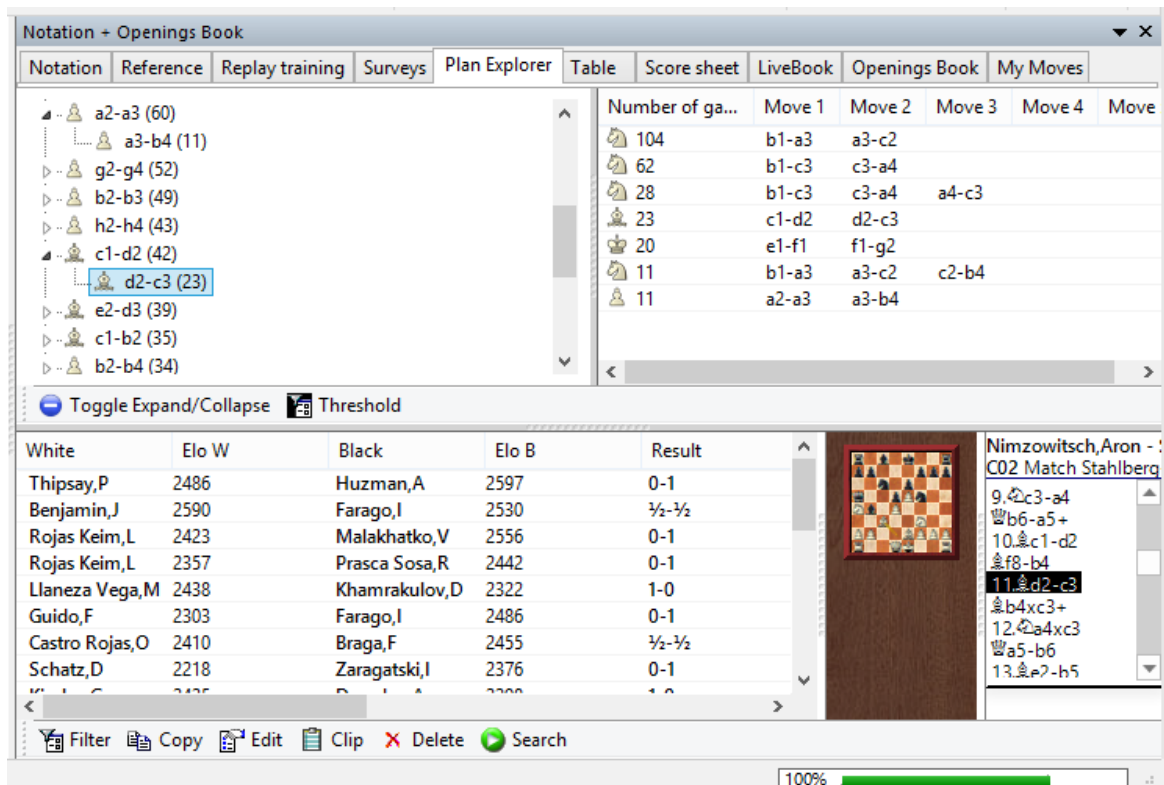 Notation + Openings Book
Notation Reference Replay training Surveys Plan Explorer Table Score sheet LiveBook Openings Book My Moves
a2-a3 (60)
a3-b4 (11)
g2-g4 (52)
b2-b3 (49)
h2-h4 (43)
c1-d2 (42)
d2-c3 (23)
e2-d3 (39)
c1-b2 (35)
b2-b4 (34)
Number of ga... Move 1 Move 2 Move 3 Move 4 Move
104 b1-a3 a3-c2
62 b1-c3 c3-a4
28 b1-c3 c3-a4 a4-c3
23 c1-d2 d2-c3
20 e1-f1 f1-g2
11 b1-a3 a3-c2 c2-b4
11 a2-a3 a3-b4
Toggle Expand/Collapse Threshold
White Elo W Black Elo B Result
Thipsay,P 2486 Huzman,A 2597 0-1
Benjamin,J 2590 Farago,I 2530 ½-½
Rojas Keim,L 2423 Malakhatko,V 2556 0-1
Rojas Keim,L 2357 Prasca Sosa,R 2442 0-1
Llaneza Vega,M 2438 Khamrakulov,D 2322 1-0
Guido,F 2303 Farago,I 2486 0-1
Castro Rojas,O 2410 Braga,F 2455 ½-½
Schatz,D 2218 Zaragatski,I 2376 0-1
Nimzowitsch,Aron -
C02 Match Stahlberg
9.♘c3-a4
♕b6-a5+
10.♗c1-d2
♗f8-b4
11.♗d2-c3
♗b4xc3+
12.♘a4xc3
♕a5-b6
13.♗e2-b5
Filter Copy Edit Clip Delete Search
100%